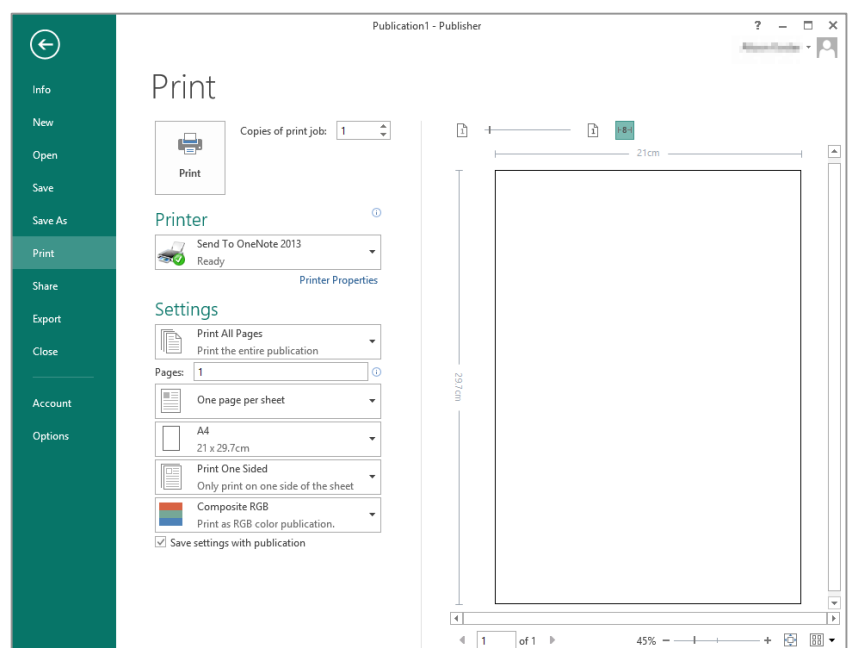 Publication1 - Publisher
?
Info
New
Open
Save
Save As
Print
Share
Export
Close
Account
Options
Print
Print
Copies of print job: 1
Printer
Send To OneNote 2013
Ready
Printer Properties
Settings
Print All Pages
Print the entire publication
Pages: 1
One page per sheet
A4
21 x 29.7cm
Print One Sided
Only print on one side of the sheet
Composite RGB
Print as RGB color publication.
Save settings with publication
1
1
21cm
29.7cm
1 of 1
45%